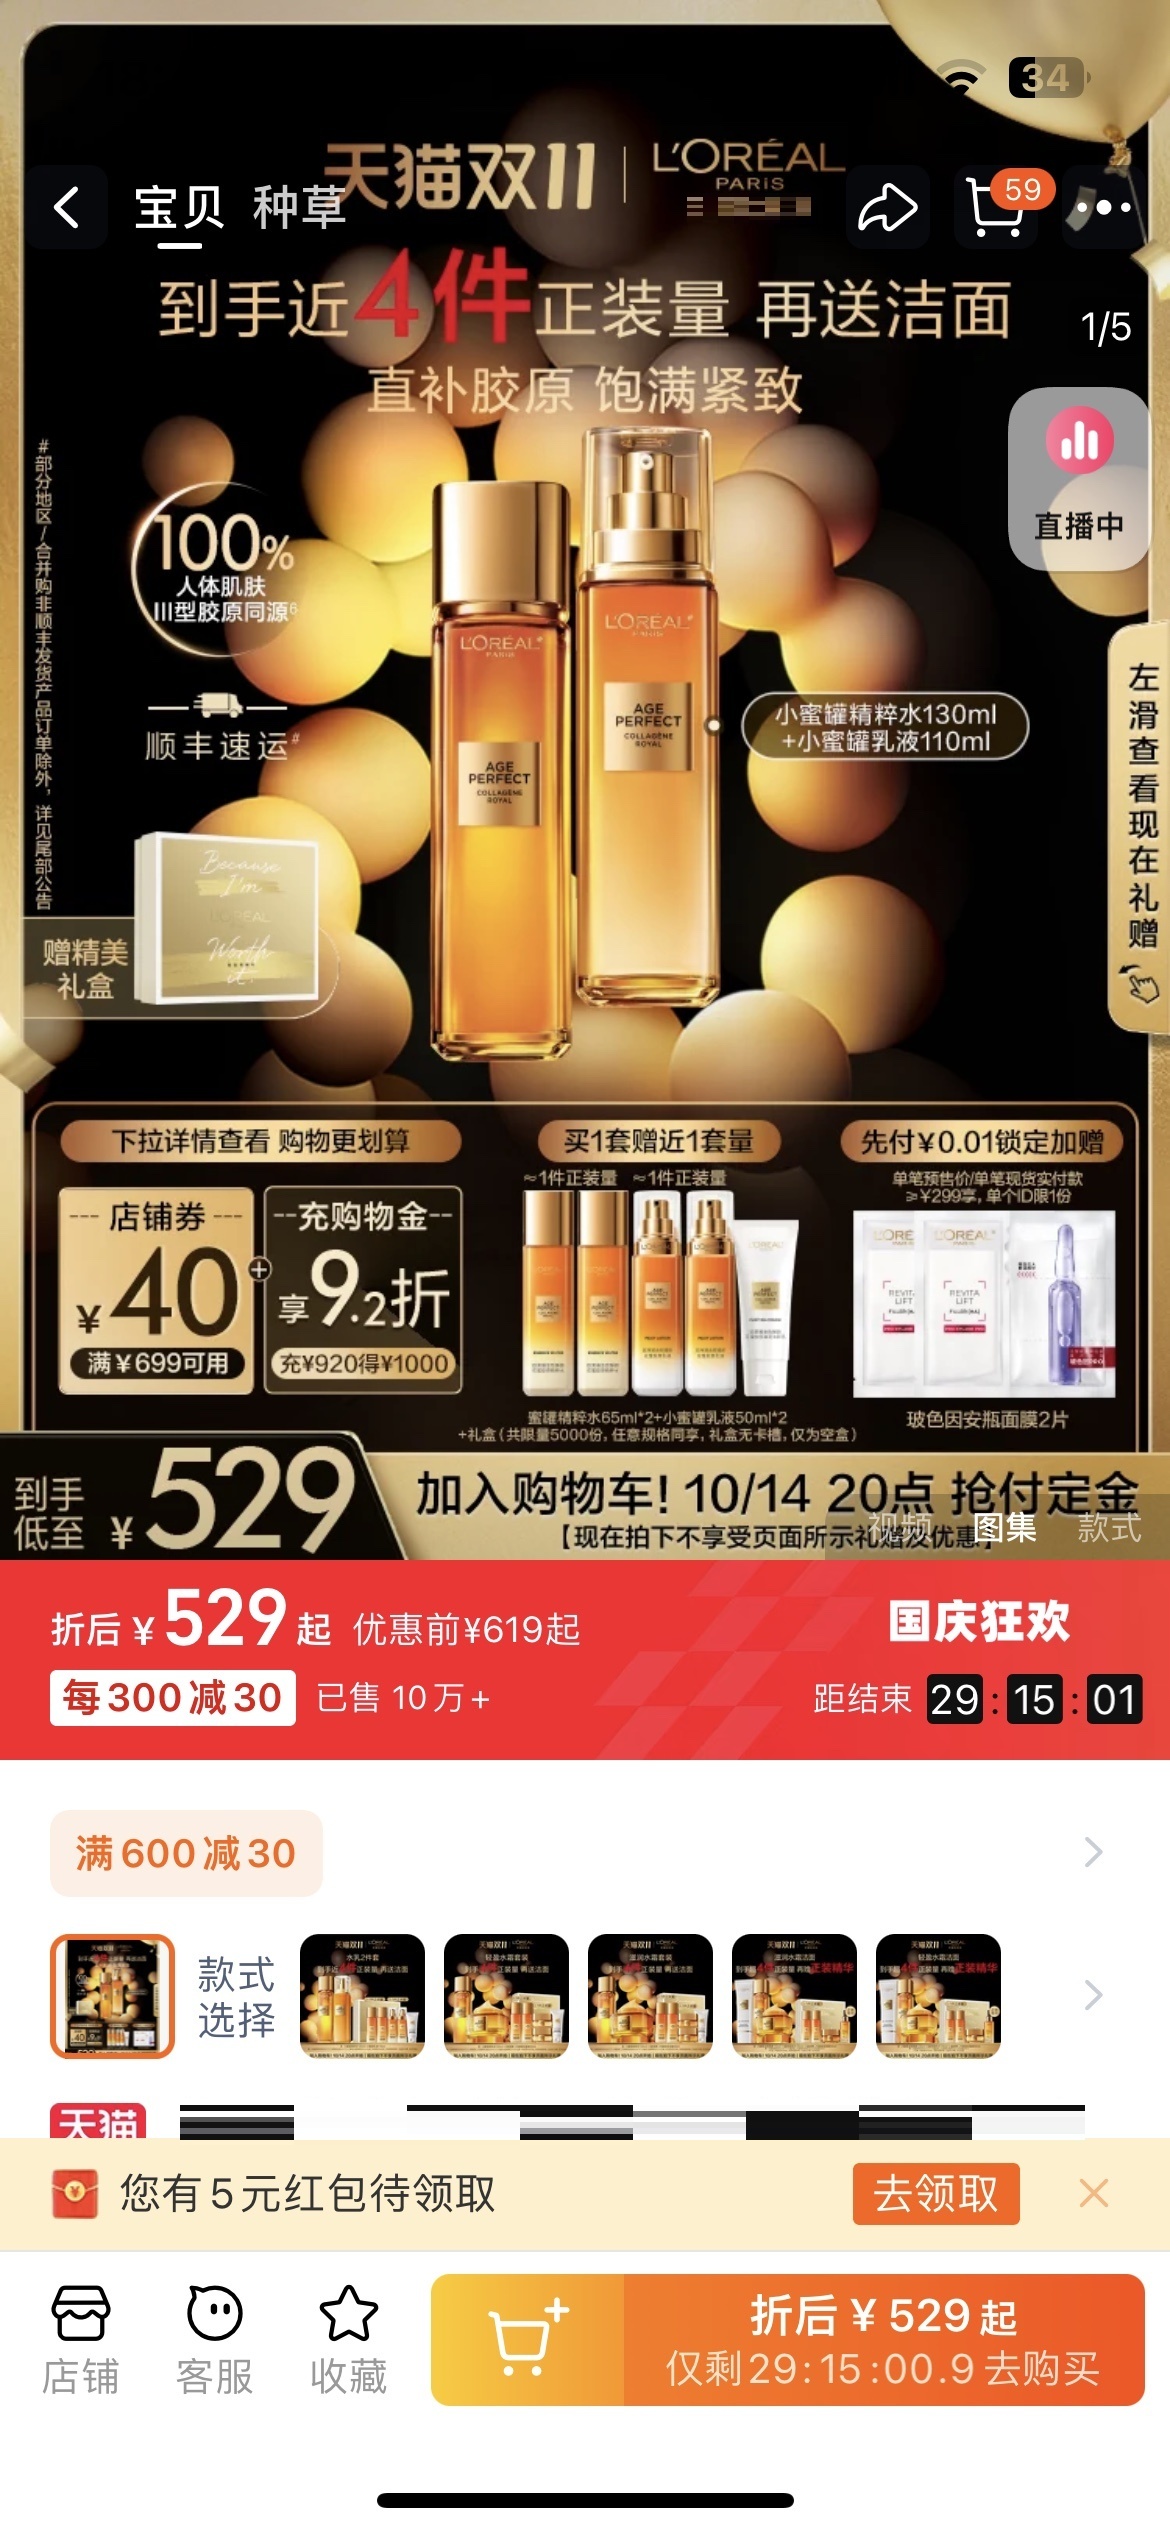 34
天猫双11
L'ORÉAL
PARIS
宝贝 种草
59
到手近4件正装量 再送洁面
1/5
直补胶原 饱满紧致
直播中
#部分地区/合并购非顺丰发货产品订单除外，详见尾部公告
100%
人体肌肤
III型胶原同源6
顺丰速运#
L'ORÉAL
PARIS
AGE
PERFECT
COLLAGENE
ROYAL
L'ORÉAL
PARIS
AGE
PERFECT
COLLAGENE
ROYAL
小蜜罐精粹水130ml
+小蜜罐乳液110ml
左滑查看现在礼赠
Because
I'm
L'ORÉAL
Worth
it
赠精美
礼盒
下拉详情查看 购物更划算
店铺券
¥40
满¥699可用
+
充购物金
享9.2折
充¥920得¥1000
买1套赠近1套量
≈1件正装量 ≈1件正装量
蜜罐精粹水65ml*2+小蜜罐乳液50ml*2
+礼盒（共限量5000份，任意规格同享，礼盒无卡槽，仅为空盒）
先付¥0.01锁定加赠
单笔预售价/单笔现货实付款
≥¥299享，单个ID限1份
REVITA
LIFT
玻色因安瓶面膜2片
到手
低至 ¥529
加入购物车! 10/14 20点 抢付定金
【现在拍下不享受页面所示礼赠及优惠】
视频 图集 款式
折后 ¥529起 优惠前¥619起
国庆狂欢
每300减30 已售 10万+
距结束 29:15:01
满600减30
款式
选择
天猫
您有5元红包待领取
去领取
店铺
客服
收藏
折后 ¥ 529 起
仅剩29:15:00.9 去购买